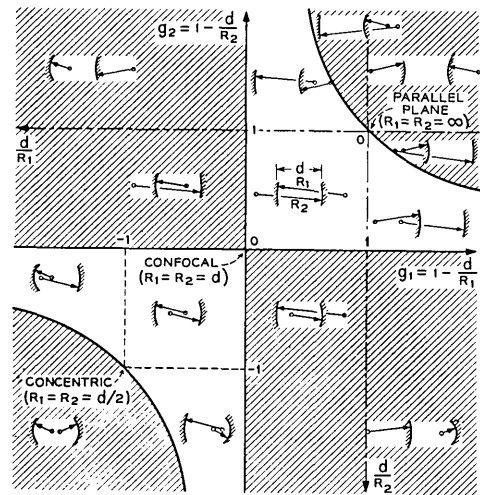 g₂ = 1 - d/R₂
PARALLEL
PLANE
(R₁ = R₂ = ∞)
d/R₁
1
0
d
R₁
R₂
-1
0
1
CONFOCAL
(R₁ = R₂ = d)
g₁ = 1 - d/R₁
-1
CONCENTRIC
(R₁ = R₂ = d/2)
d/R₂